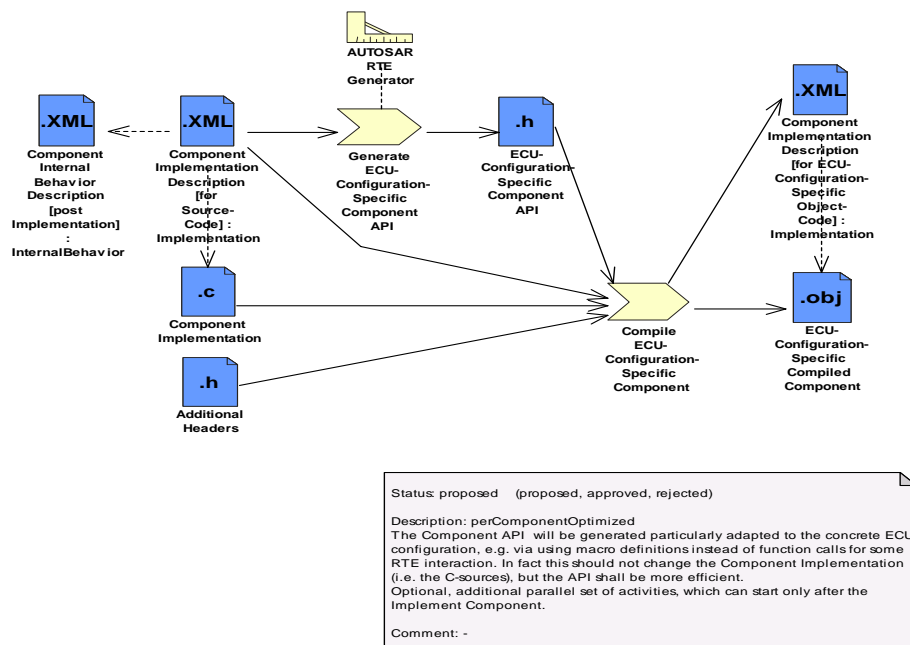 AUTOSAR
RTE
Generator
.XML
Component
Internal
Behavior
Description
[post
Implementation]
:
InternalBehavior
.XML
Component
Implementation
Description
[for
Source-
Code] :
Implementation
Generate
ECU-
Configuration-
Specific
Component
API
.h
ECU-
Configuration-
Specific
Component
API
.XML
Component
Implementation
Description
[for ECU-
Configuration-
Specific
Object-
Code] :
Implementation
.c
Component
Implementation
.h
Additional
Headers
Compile
ECU-
Configuration-
Specific
Component
.obj
ECU-
Configuration-
Specific
Compiled
Component
Status: proposed (proposed, approved, rejected)
Description: perComponentOptimized
The Component API will be generated particularly adapted to the concrete ECU
configuration, e.g. via using macro definitions instead of function calls for some
RTE interaction. In fact this should not change the Component Implementation
(i.e. the C-sources), but the API shall be more efficient.
Optional, additional parallel set of activities, which can start only after the
Implement Component.
Comment: -